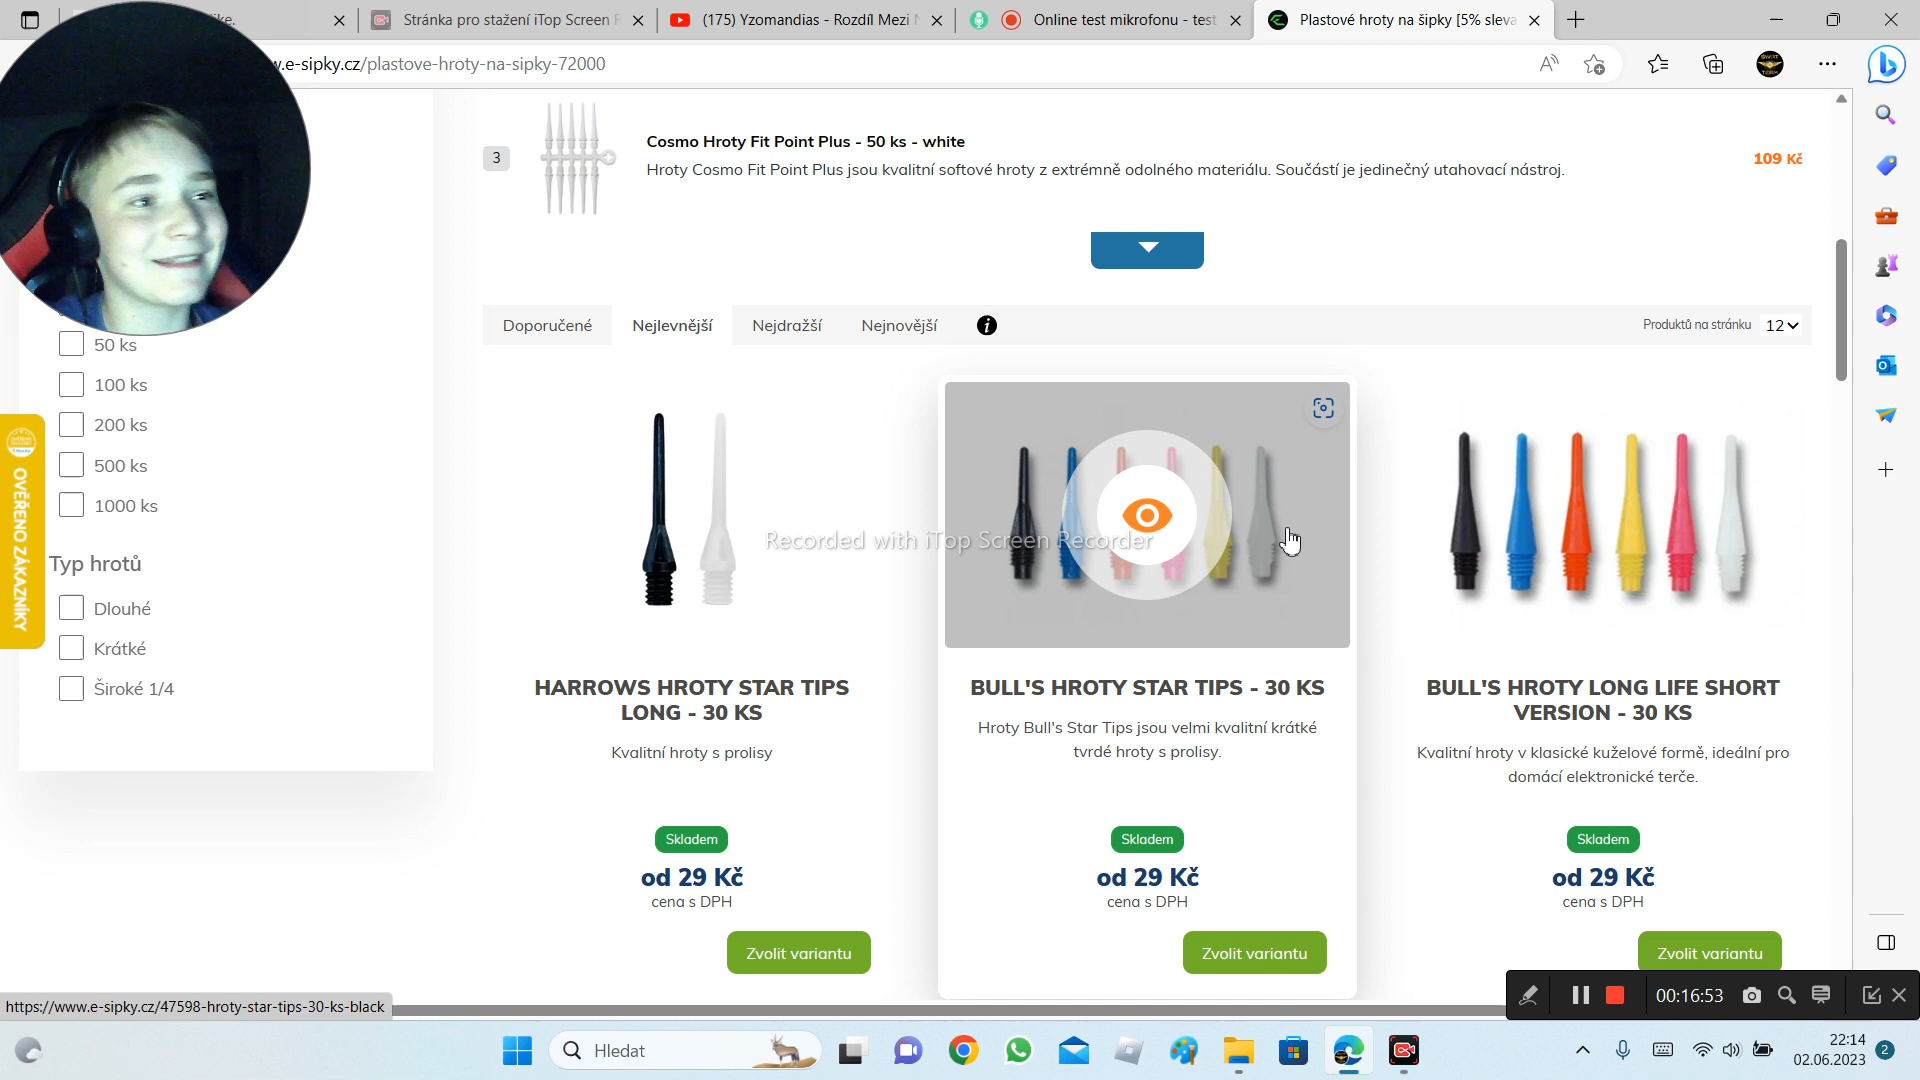 ike.
Stránka pro stažení iTop Screen R
(175) Yzomandias - Rozdíl Mezi N
Online test mikrofonu - test
Plastové hroty na šipky [5% sleva
.e-sipky.cz/plastove-hroty-na-sipky-72000
3
Cosmo Hroty Fit Point Plus - 50 ks - white
Hroty Cosmo Fit Point Plus jsou kvalitní softové hroty z extrémně odolného materiálu. Součástí je jedinečný utahovací nástroj.
109 Kč
Doporučené
Nejlevnější
Nejdražší
Nejnovější
Produktů na stránku
12
50 ks
100 ks
200 ks
500 ks
1000 ks
Typ hrotů
Dlouhé
Krátké
Široké 1/4
OVĚŘENO ZÁKAZNÍKY
Recorded with iTop Screen Recorder
HARROWS HROTY STAR TIPS
LONG - 30 KS
Kvalitní hroty s prolisy
Skladem
od 29 Kč
cena s DPH
Zvolit variantu
BULL'S HROTY STAR TIPS - 30 KS
Hroty Bull's Star Tips jsou velmi kvalitní krátké
tvrdé hroty s prolisy.
Skladem
od 29 Kč
cena s DPH
Zvolit variantu
BULL'S HROTY LONG LIFE SHORT
VERSION - 30 KS
Kvalitní hroty v klasické kuželové formě, ideální pro
domácí elektronické terče.
Skladem
od 29 Kč
cena s DPH
Zvolit variantu
00:16:53
https://www.e-sipky.cz/47598-hroty-star-tips-30-ks-black
Hledat
22:14
02.06.2023
2